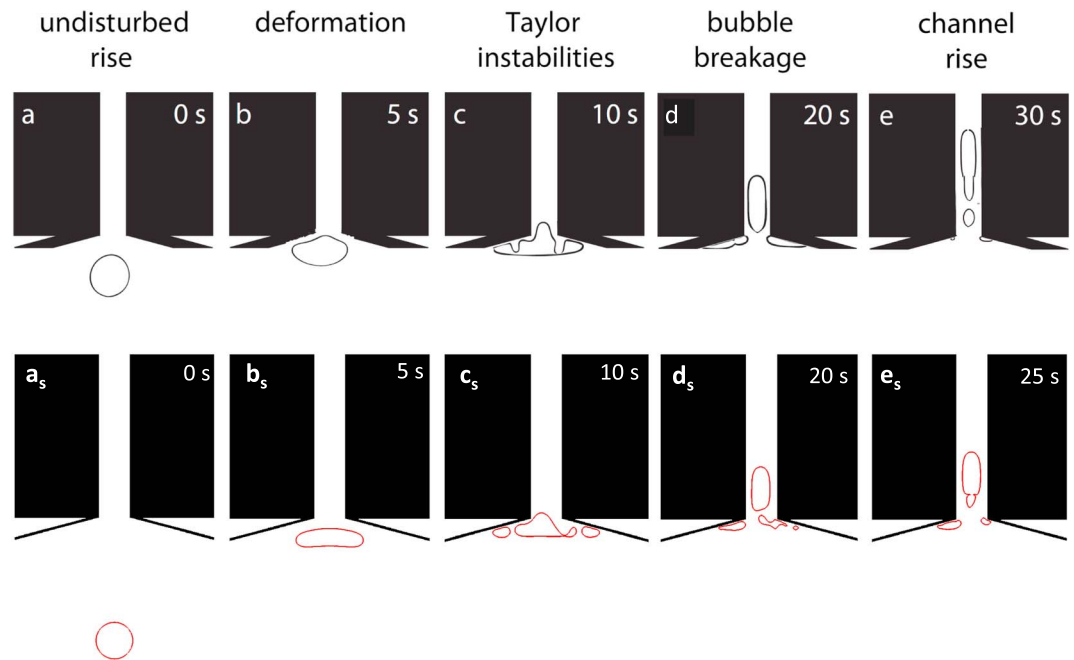 undisturbed
rise
deformation
Taylor
instabilities
bubble
breakage
channel
rise
a 0 s
b 5 s
c 10 s
d 20 s
e 30 s
as 0 s
bs 5 s
cs 10 s
ds 20 s
es 25 s